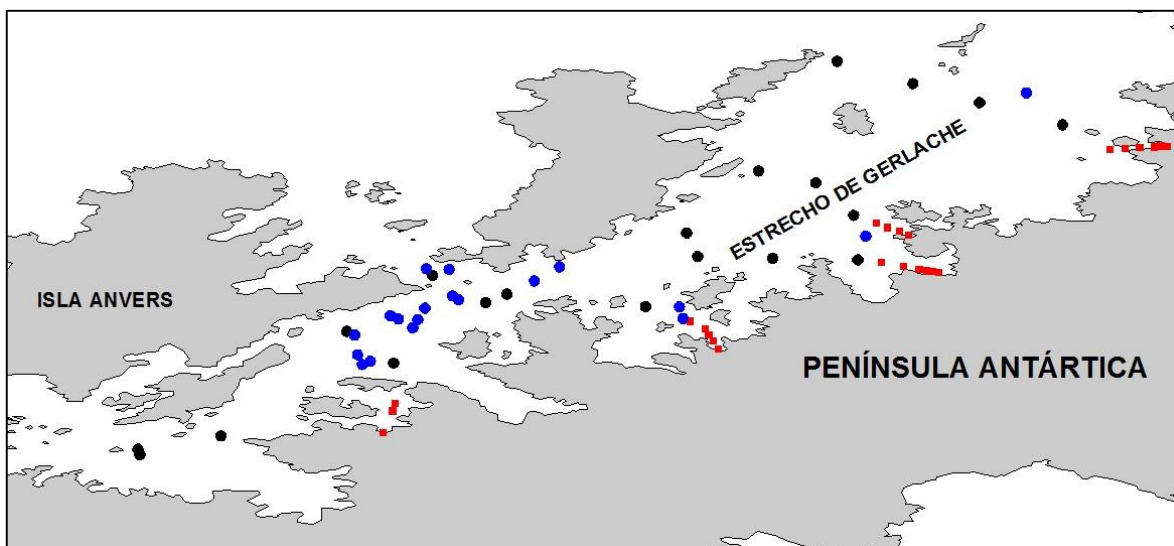 ESTRECHO DE GERLACHE
ISLA ANVERS
PENÍNSULA ANTÁRTICA